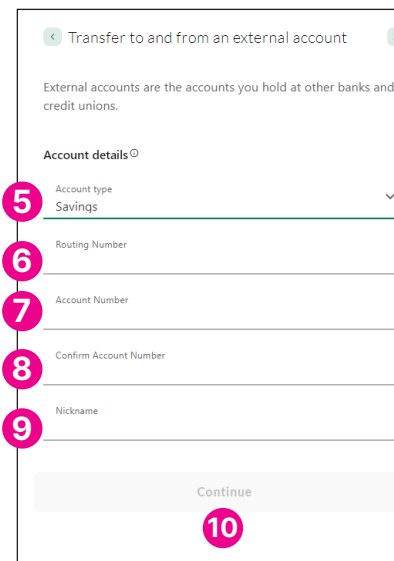 Transfer to and from an external account
External accounts are the accounts you hold at other banks and
credit unions.
Account details
5
Account type
Savings
6
Routing Number
7
Account Number
8
Confirm Account Number
9
Nickname
Continue
10